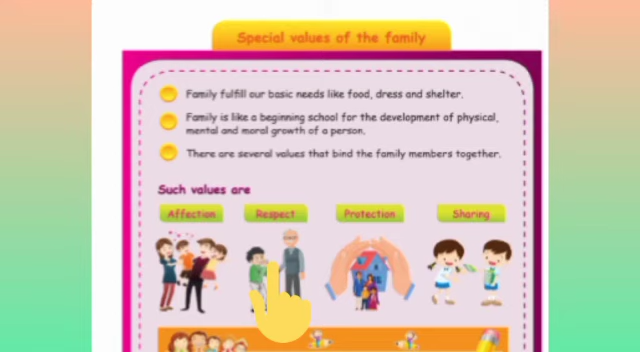 Special values of the family
Family fulfill our basic needs like food, dress and shelter.
Family is like a beginning school for the development of physical,
mental and moral growth of a person.
There are several values that bind the family members together.
Such values are
Affection Respect Protection Sharing